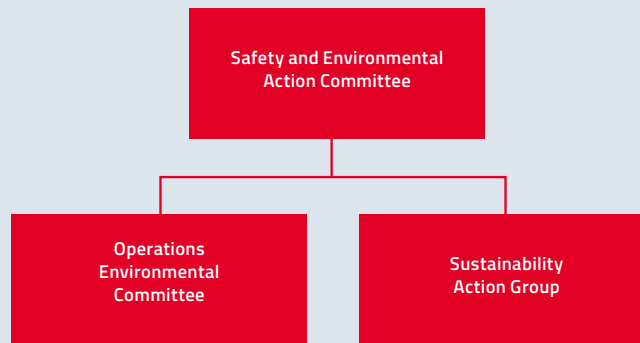 Safety and Environmental
Action Committee
Operations
Environmental
Committee
Sustainability
Action Group